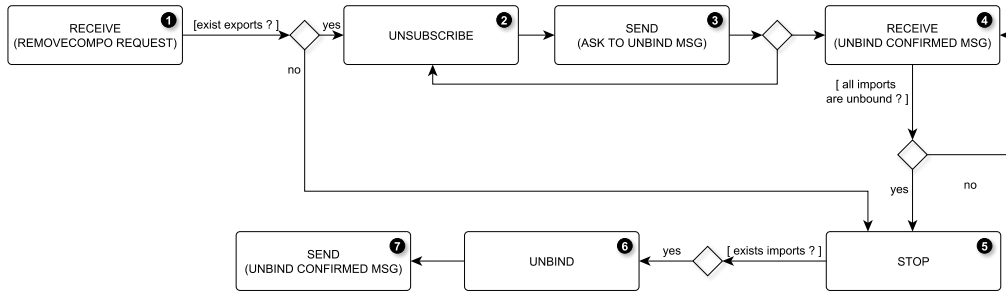 1
RECEIVE
(REMOVECOMPO REQUEST)
[exist exports ? ]
yes
no
2
UNSUBSCRIBE
3
SEND
(ASK TO UNBIND MSG)
4
RECEIVE
(UNBIND CONFIRMED MSG)
[ all imports
are unbound ? ]
yes
no
5
STOP
[ exists imports ? ]
yes
6
UNBIND
7
SEND
(UNBIND CONFIRMED MSG)